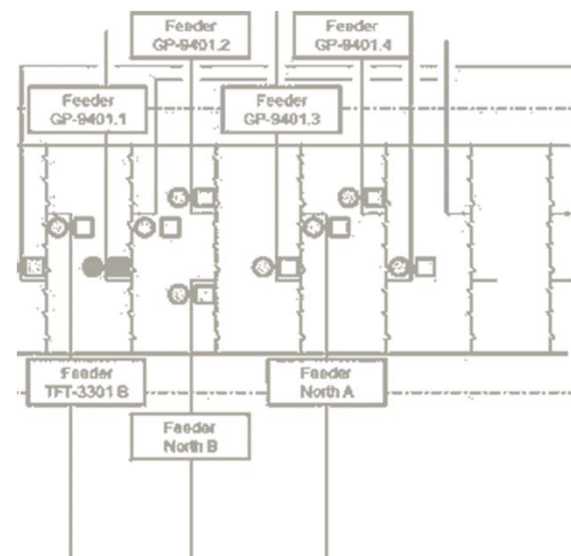 Feeder
GP-9401.2
Feeder
GP-9401.4
Feeder
GP-9401.1
Feeder
GP-9401.3
Feeder
TFT-3301 B
Feeder
North A
Feeder
North B